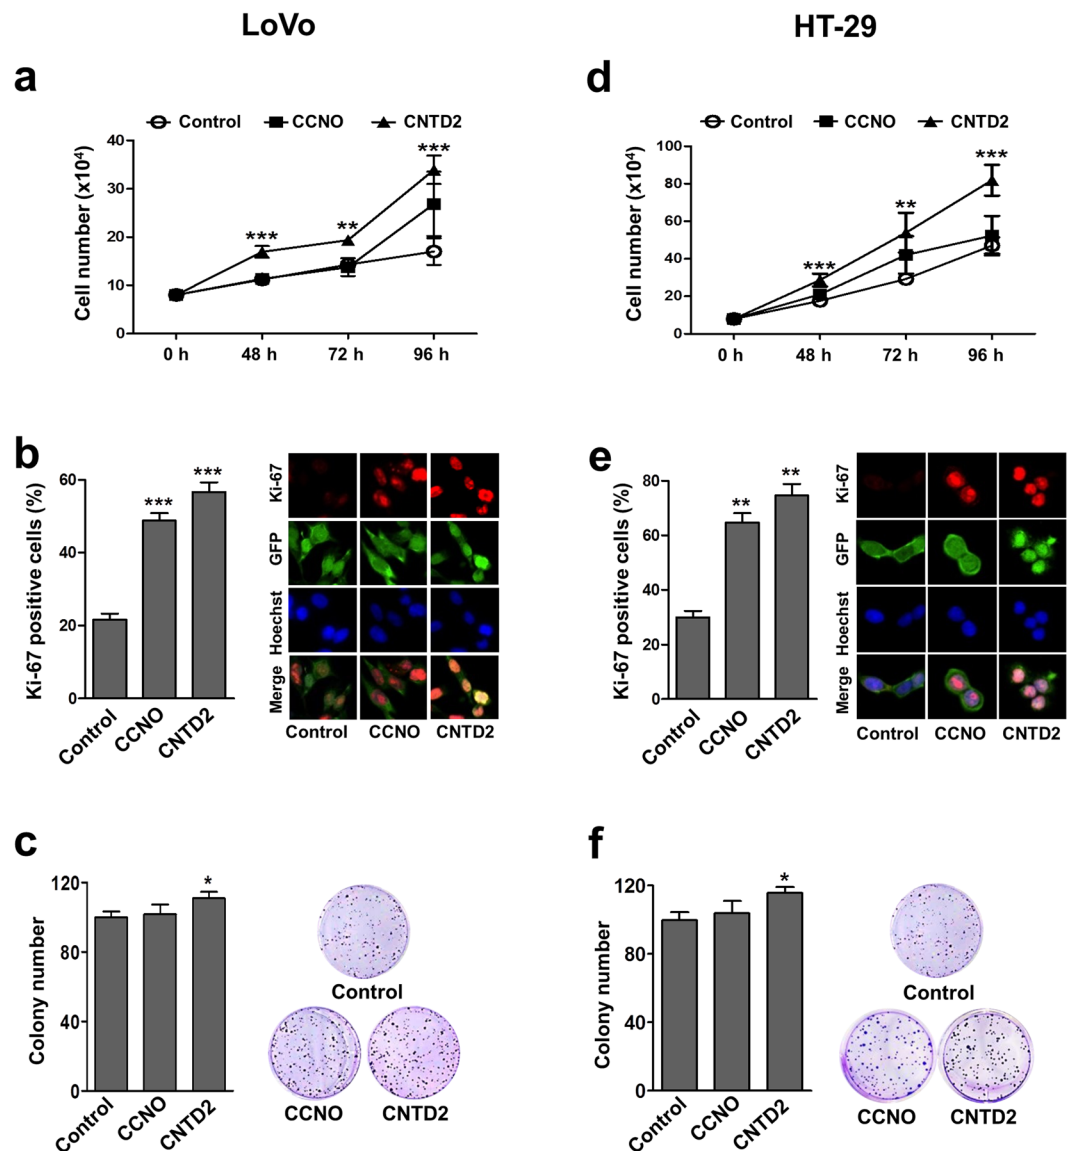 LoVo
HT-29
a
Control CCNO CNTD2
Cell number (x10⁴)
40
30
20
10
0
***
**
***
0 h 48 h 72 h 96 h
d
Control CCNO CNTD2
Cell number (x10⁴)
100
80
60
40
20
0
***
**
***
0 h 48 h 72 h 96 h
b
Ki-67 positive cells (%)
60
40
20
0
***
***
Control CCNO CNTD2
Ki-67
GFP
Hoechst
Merge
Control CCNO CNTD2
e
Ki-67 positive cells (%)
80
60
40
20
0
**
**
Control CCNO CNTD2
Ki-67
GFP
Hoechst
Merge
Control CCNO CNTD2
c
Colony number
120
80
40
0
*
Control CCNO CNTD2
Control
CCNO CNTD2
f
Colony number
120
80
40
0
*
Control CCNO CNTD2
Control
CCNO CNTD2